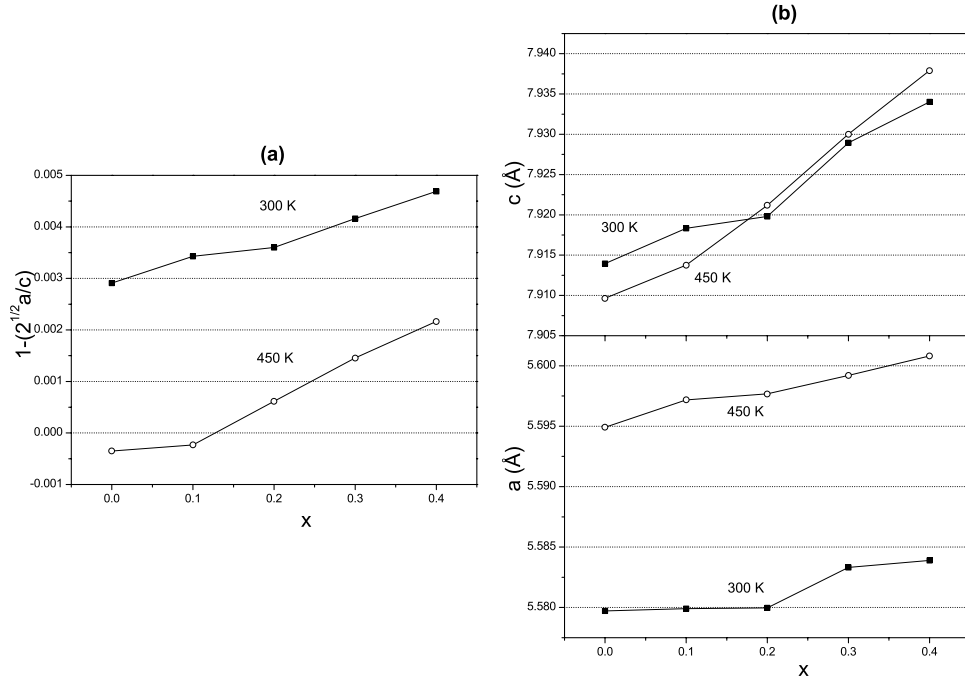 (a)
0.005
0.004
0.003
0.002
0.001
0.000
-0.001
1-(2^{1/2}a/c)
300 K
450 K
0.0 0.1 0.2 0.3 0.4
x
(b)
7.940
7.935
7.930
7.925
7.920
7.915
7.910
7.905
c (Å)
300 K
450 K
5.600
5.595
5.590
5.585
5.580
a (Å)
450 K
300 K
0.0 0.1 0.2 0.3 0.4
x